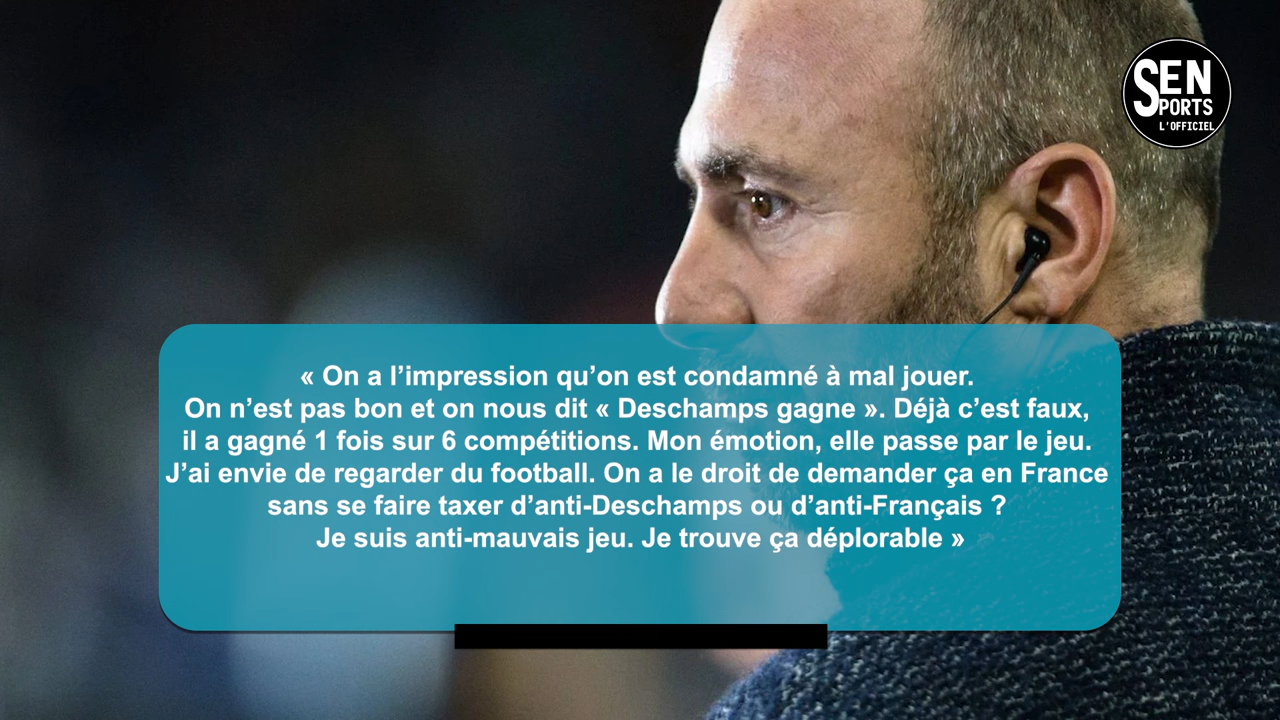 SEN
SPORTS
L'OFFICIEL
« On a l’impression qu’on est condamné à mal jouer.
On n’est pas bon et on nous dit « Deschamps gagne ». Déjà c’est faux,
il a gagné 1 fois sur 6 compétitions. Mon émotion, elle passe par le jeu.
J’ai envie de regarder du football. On a le droit de demander ça en France
sans se faire taxer d’anti-Deschamps ou d’anti-Français ?
Je suis anti-mauvais jeu. Je trouve ça déplorable »